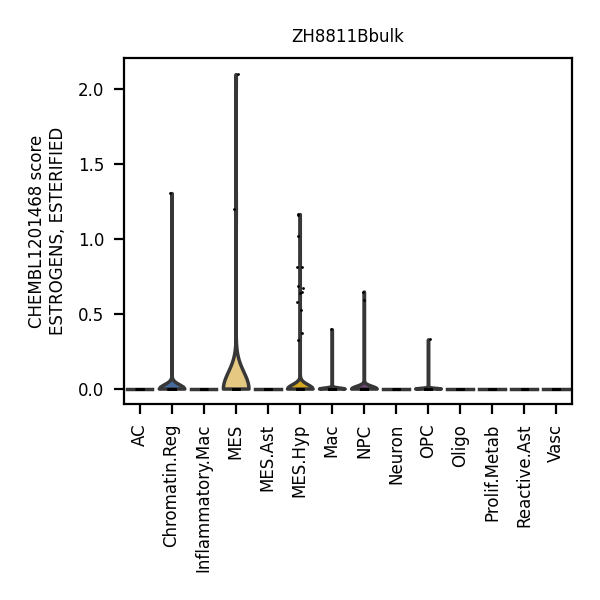 ZH8811Bbulk
CHEMBL1201468 score
ESTROGENS, ESTERIFIED
2.0
1.5
1.0
0.5
0.0
AC
Chromatin.Reg
Inflammatory.Mac
MES
MES.Ast
MES.Hyp
Mac
NPC
Neuron
OPC
Oligo
Prolif.Metab
Reactive.Ast
Vasc